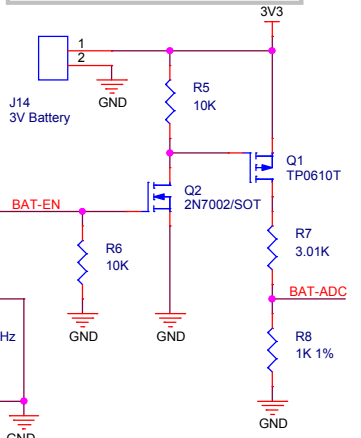 3V3
1
2
J14
3V Battery
GND
R5
10K
Q1
TP0610T
Q2
2N7002/SOT
BAT-EN
R6
10K
R7
3.01K
BAT-ADC
Hz
GND
GND
R8
1K 1%
GND
GND